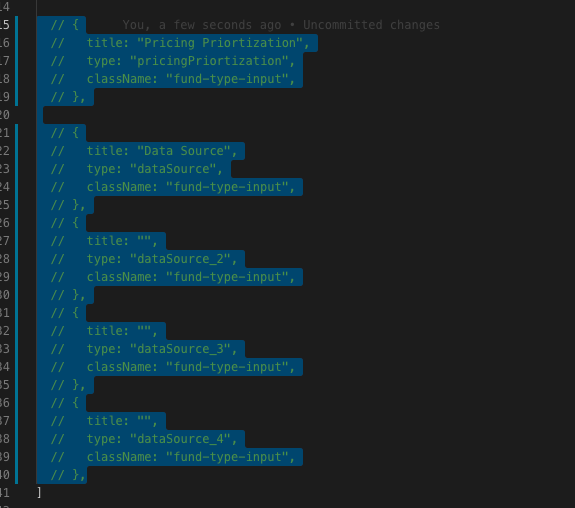 14
15 // { You, a few seconds ago • Uncommitted changes
16 // title: "Pricing Priortization",
17 // type: "pricingPriortization",
18 // className: "fund-type-input",
19 // },
20
21 // {
22 // title: "Data Source",
23 // type: "dataSource",
24 // className: "fund-type-input",
25 // },
26 // {
27 // title: "",
28 // type: "dataSource_2",
29 // className: "fund-type-input",
30 // },
31 // {
32 // title: "",
33 // type: "dataSource_3",
34 // className: "fund-type-input",
35 // },
36 // {
37 // title: "",
38 // type: "dataSource_4",
39 // className: "fund-type-input",
40 // },
41 ]